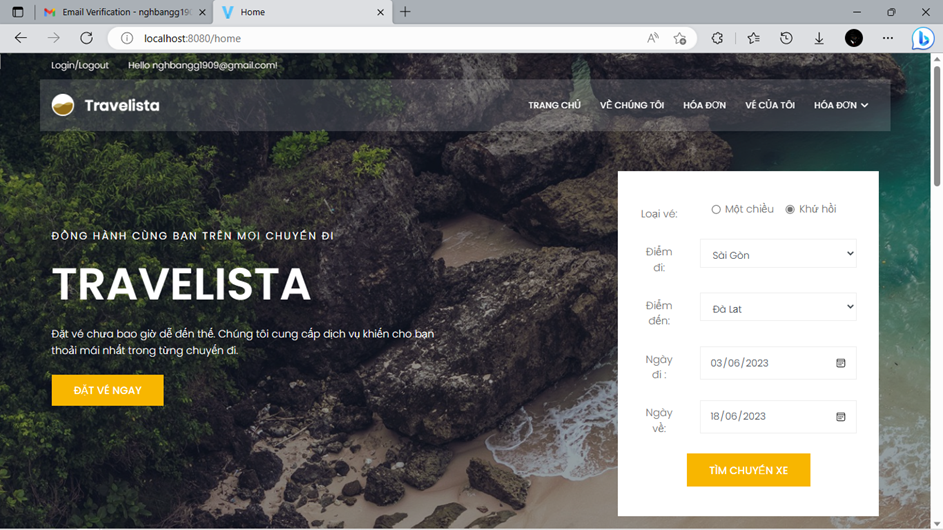 Email Verification - nghbangg190
Home
localhost:8080/home
Login/Logout Hello nghbangg1909@gmail.com!
Travelista
TRANG CHỦ VỀ CHÚNG TÔI HÓA ĐƠN VÉ CỦA TÔI HÓA ĐƠN
ĐỒNG HÀNH CÙNG BẠN TRÊN MỌI CHUYẾN ĐI
TRAVELISTA
Đặt vé chưa bao giờ dễ dến thế. Chúng tôi cung cấp dịch vụ khiến cho bạn
thoải mái nhất trong từng chuyến đi.
ĐẶT VÉ NGAY
Loại vé: Một chiều Khứ hồi
Điểm
đi:
Sài Gòn
Điểm
đến:
Đà Lạt
Ngày
đi :
03/06/2023
Ngày
về:
18/06/2023
TÌM CHUYẾN XE